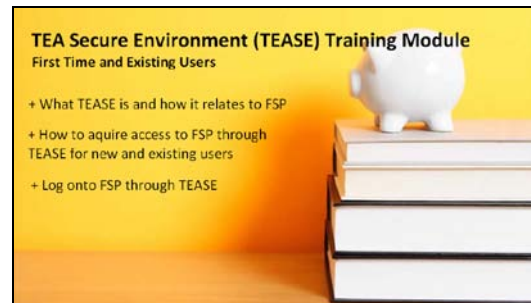 TEA Secure Environment (TEASE) Training Module
First Time and Existing Users
+ What TEASE is and how it relates to FSP
+ How to aquire access to FSP through
TEASE for new and existing users
+ Log onto FSP through TEASE